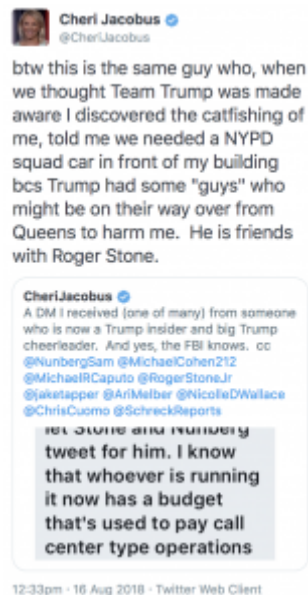 Cheri Jacobus
@CheriJacobus
btw this is the same guy who, when
we thought Team Trump was made
aware I discovered the catfishing of
me, told me we needed a NYPD
squad car in front of my building
bcs Trump had some "guys" who
might be on their way over from
Queens to harm me. He is friends
with Roger Stone.
CheriJacobus
A DM I received (one of many) from someone
who is now a Trump insider and big Trump
cheerleader. And yes, the FBI knows. cc
@NunbergSam @MichaelCohen212
@MichaelRCaputo @RogerStoneJr
@jaketapper @AriMelber @NicolleDWallace
@ChrisCuomo @SchreckReports
let Stone and Nunberg
tweet for him. I know
that whoever is running
it now has a budget
that's used to pay call
center type operations
12:33pm · 16 Aug 2018 · Twitter Web Client